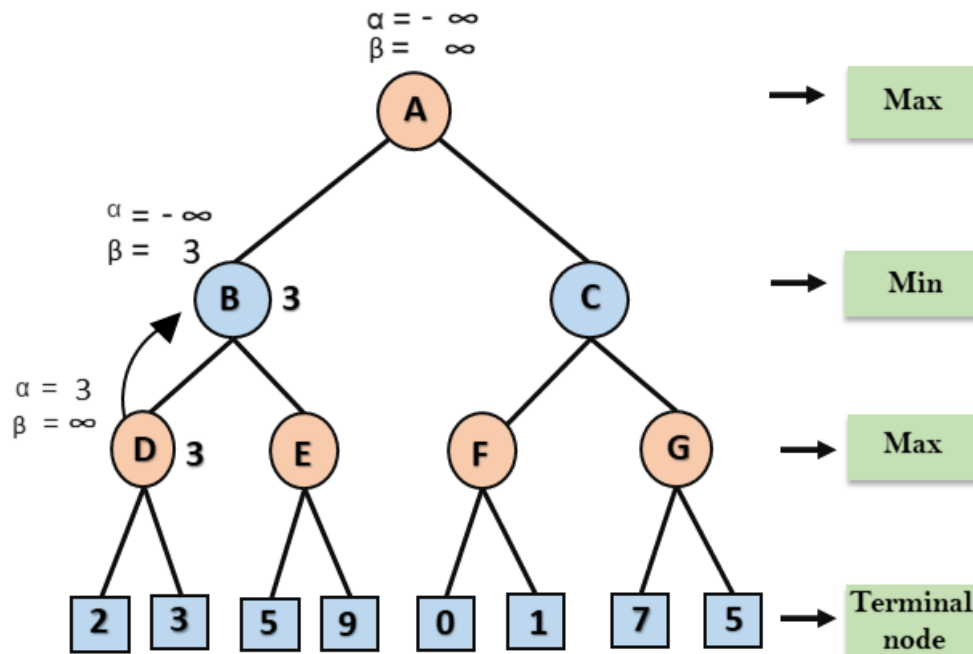 α = - ∞
β = ∞
A
Max
α = - ∞
β = 3
B
3
C
Min
α = 3
β = ∞
D
3
E
F
G
Max
2
3
5
9
0
1
7
5
Terminal
node